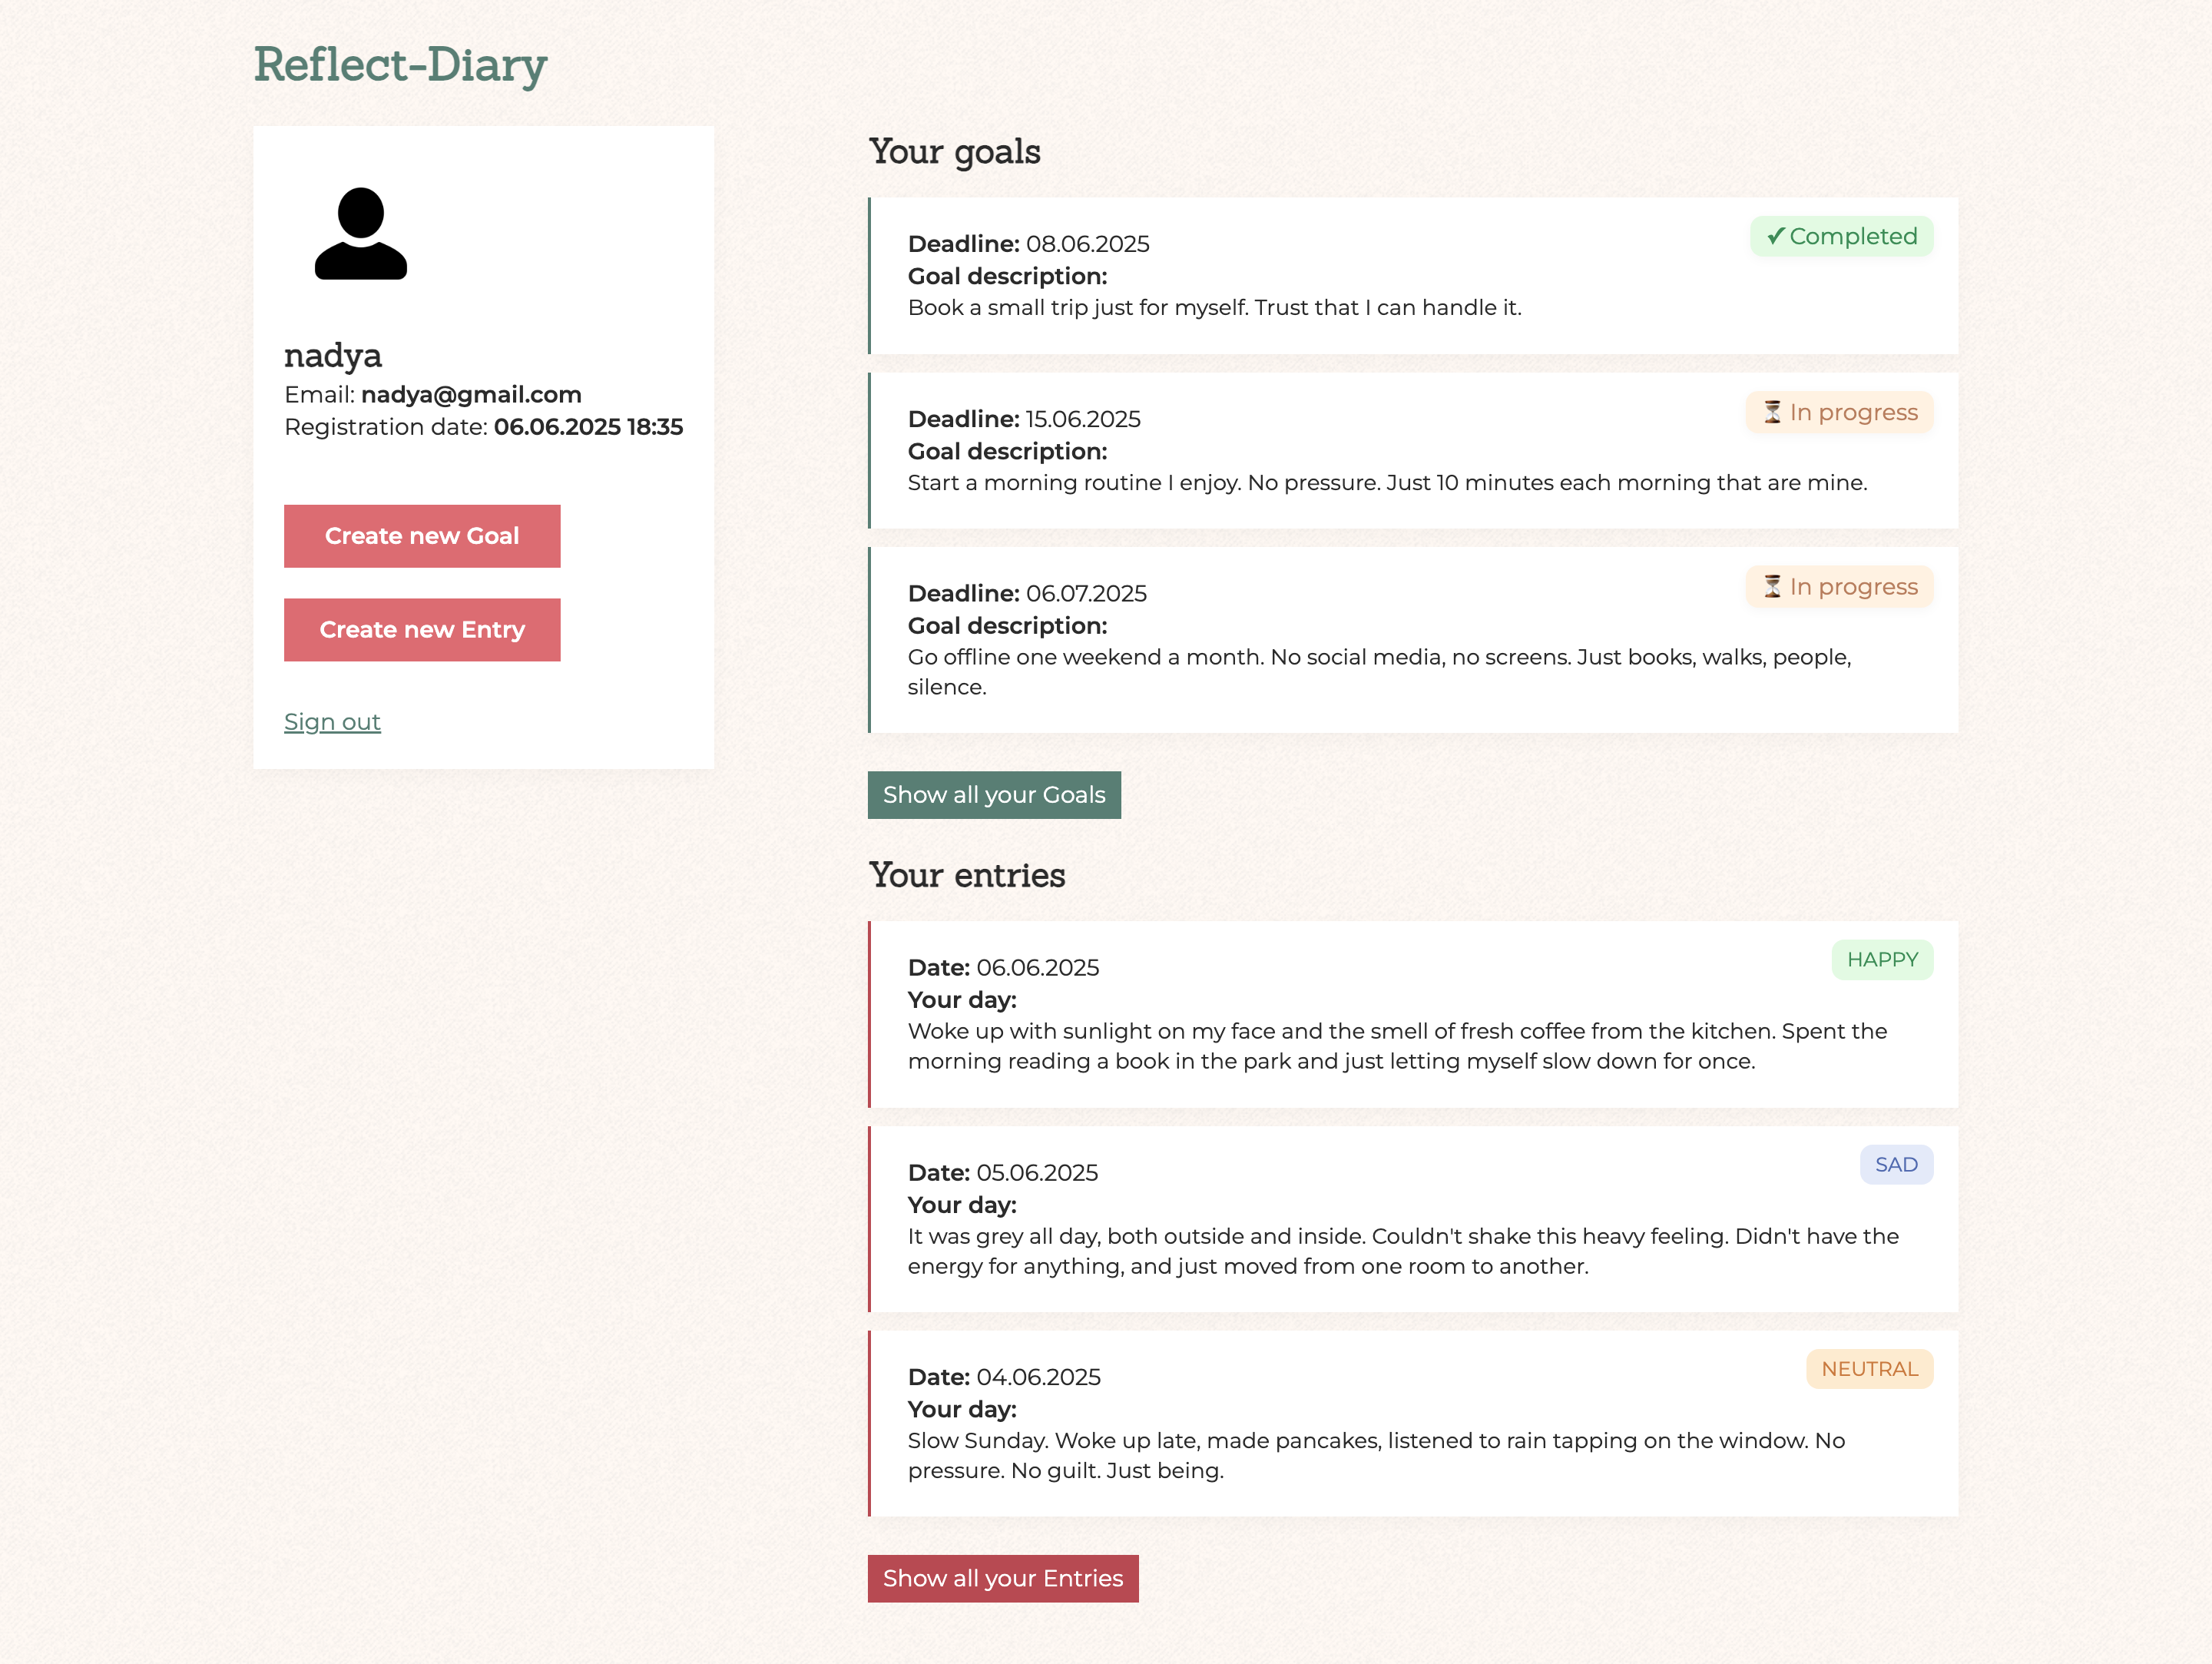 Reflect-Diary
nadya
Email: nadya@gmail.com
Registration date: 06.06.2025 18:35
Create new Goal
Create new Entry
Sign out
Your goals
Deadline: 08.06.2025
✓ Completed
Goal description:
Book a small trip just for myself. Trust that I can handle it.
Deadline: 15.06.2025
⏳ In progress
Goal description:
Start a morning routine I enjoy. No pressure. Just 10 minutes each morning that are mine.
Deadline: 06.07.2025
⏳ In progress
Goal description:
Go offline one weekend a month. No social media, no screens. Just books, walks, people,
silence.
Show all your Goals
Your entries
Date: 06.06.2025
HAPPY
Your day:
Woke up with sunlight on my face and the smell of fresh coffee from the kitchen. Spent the
morning reading a book in the park and just letting myself slow down for once.
Date: 05.06.2025
SAD
Your day:
It was grey all day, both outside and inside. Couldn't shake this heavy feeling. Didn't have the
energy for anything, and just moved from one room to another.
Date: 04.06.2025
NEUTRAL
Your day:
Slow Sunday. Woke up late, made pancakes, listened to rain tapping on the window. No
pressure. No guilt. Just being.
Show all your Entries